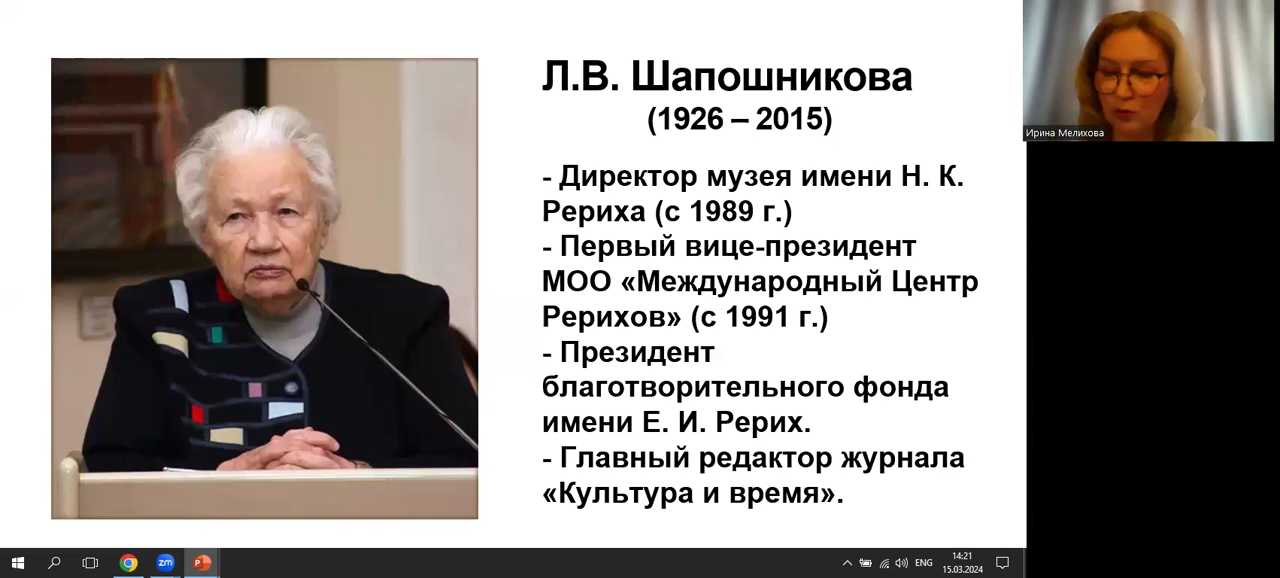 Л.В. Шапошникова
(1926 – 2015)
- Директор музея имени Н. К.
Рериха (с 1989 г.)
- Первый вице-президент
МОО «Международный Центр
Рерихов» (с 1991 г.)
- Президент
благотворительного фонда
имени Е. И. Рерих.
- Главный редактор журнала
«Культура и время».
Ирина Мелихова
zm
P
ENG
14:21
15.03.2024